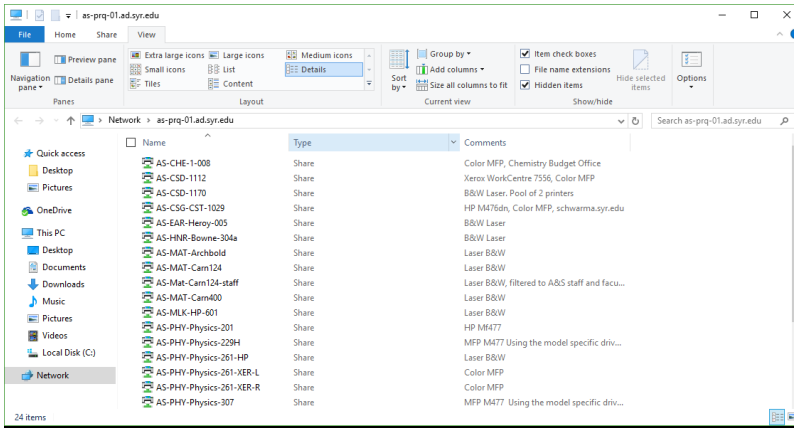 as-prq-01.ad.syr.edu
File Home Share View
Navigation pane Preview pane Details pane
Extra large icons Large icons Medium icons
Small icons List Details
Tiles Content
Sort by Group by Add columns Size all columns to fit
Item check boxes
File name extensions
Hidden items
Hide selected items Options
Panes Layout Current view Show/hide
Network › as-prq-01.ad.syr.edu Search as-prq-01.ad.syr.edu
Quick access
Desktop
Pictures
OneDrive
This PC
Desktop
Documents
Downloads
Music
Pictures
Videos
Local Disk (C:)
Network
Name Type Comments
AS-CHE-1-008 Share Color MFP, Chemistry Budget Office
AS-CSD-1112 Share Xerox WorkCentre 7556, Color MFP
AS-CSD-1170 Share B&W Laser. Pool of 2 printers
AS-CSG-CST-1029 Share HP M476dn, Color MFP, schwarma.syr.edu
AS-EAR-Heroy-005 Share B&W Laser
AS-HNR-Bowne-304a Share B&W Laser
AS-MAT-Archbold Share Laser B&W
AS-MAT-Carn124 Share Laser B&W
AS-Mat-Carn124-staff Share Laser B&W, filtered to A&S staff and facu...
AS-MAT-Carn400 Share Laser B&W
AS-MLK-HP-601 Share Laser B&W
AS-PHY-Physics-201 Share HP Mf477
AS-PHY-Physics-229H Share MFP M477 Using the model specific driv...
AS-PHY-Physics-261-HP Share Laser B&W
AS-PHY-Physics-261-XER-L Share Color MFP
AS-PHY-Physics-261-XER-R Share Color MFP
AS-PHY-Physics-307 Share MFP M477 Using the model specific driv...
24 items